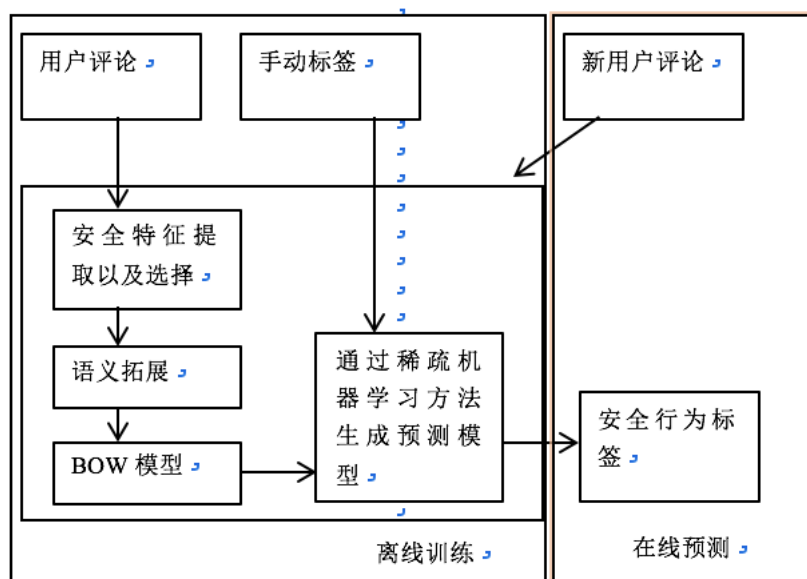 用户评论
手动标签
新用户评论
安全特征提
取以及选择
语义拓展
BOW 模型
通过稀疏机
器学习方法
生成预测模
型
安全行为标
签
离线训练
在线预测